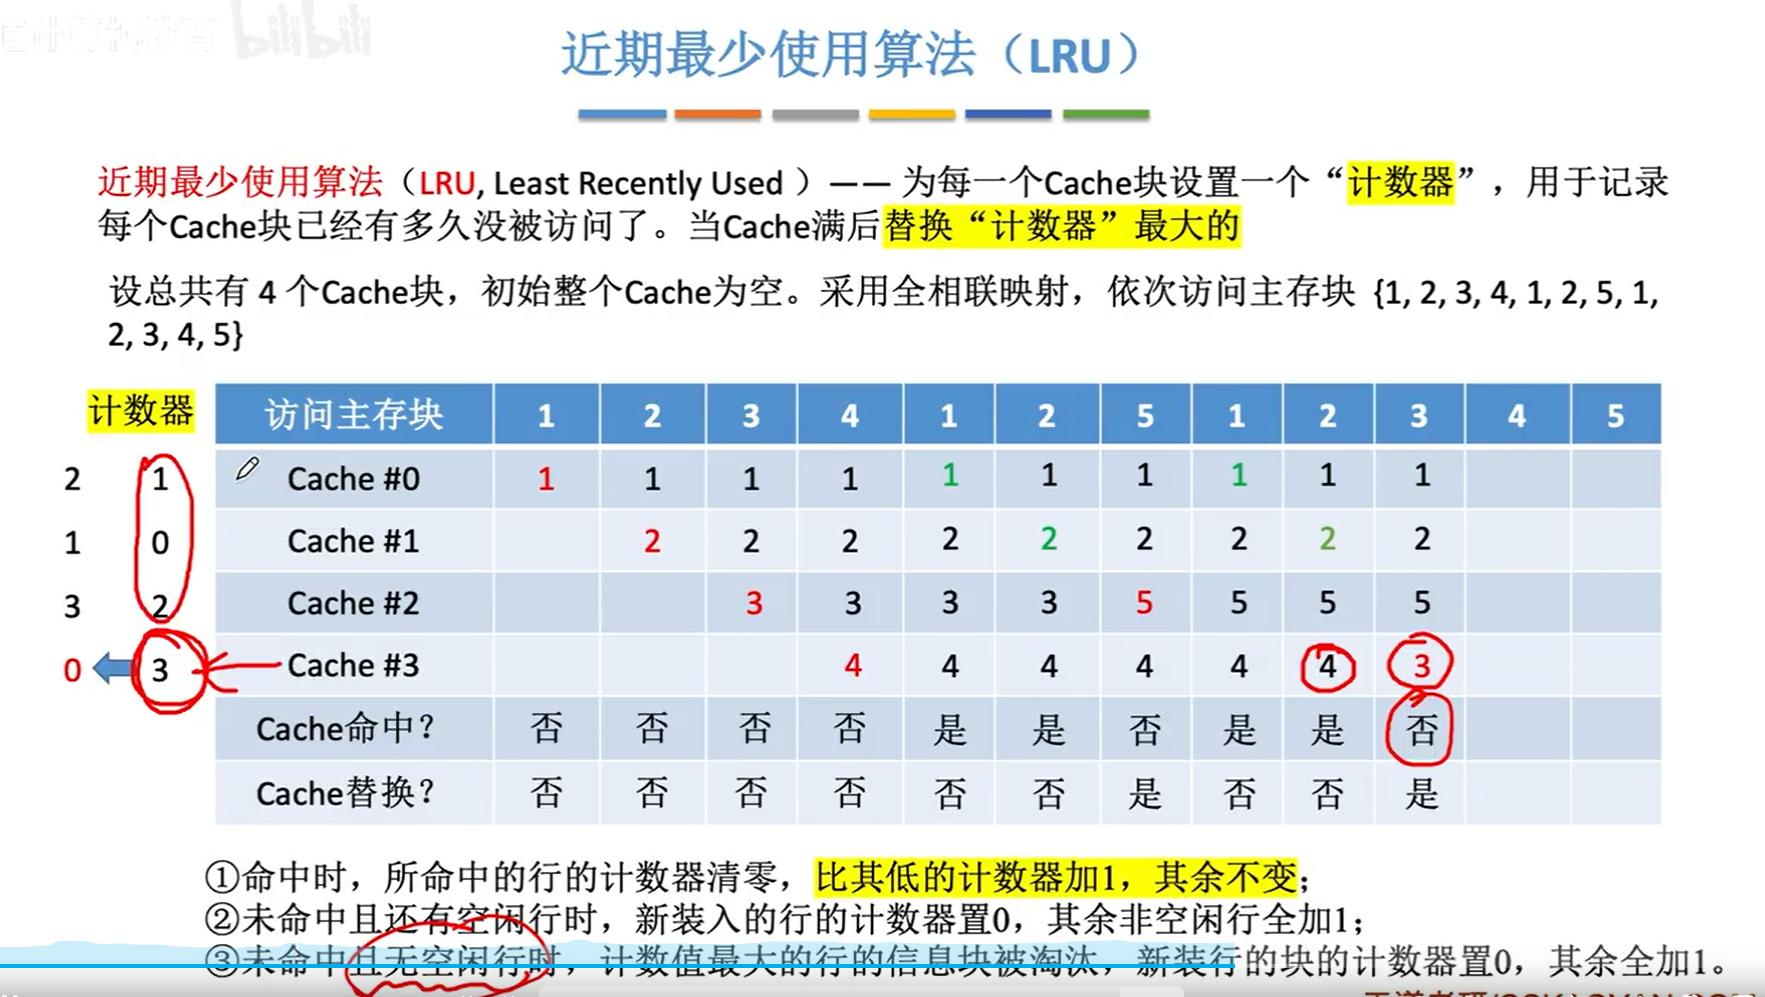 bilibili
近期最少使用算法（LRU）
近期最少使用算法（LRU, Least Recently Used ）—— 为每一个Cache块设置一个“计数器”，用于记录
每个Cache块已经有多久没被访问了。当Cache满后替换“计数器”最大的
设总共有 4 个Cache块，初始整个Cache为空。采用全相联映射，依次访问主存块 {1, 2, 3, 4, 1, 2, 5, 1,
2, 3, 4, 5}
计数器 访问主存块 1 2 3 4 1 2 5 1 2 3 4 5
2 1 Cache #0 1 1 1 1 1 1 1 1 1 1
1 0 Cache #1 2 2 2 2 2 2 2 2 2
3 2 Cache #2 3 3 3 3 5 5 5 5
0 3 Cache #3 4 4 4 4 4 4 3
Cache命中？ 否 否 否 否 是 是 否 是 是 否
Cache替换？ 否 否 否 否 否 否 是 否 否 是
①命中时，所命中的行的计数器清零，比其低的计数器加1，其余不变；
②未命中且还有空闲行时，新装入的行的计数器置0，其余非空闲行全加1；
③未命中且无空闲行时，计数值最大的行的信息块被淘汰，新装行的块的计数器置0，其余全加1。